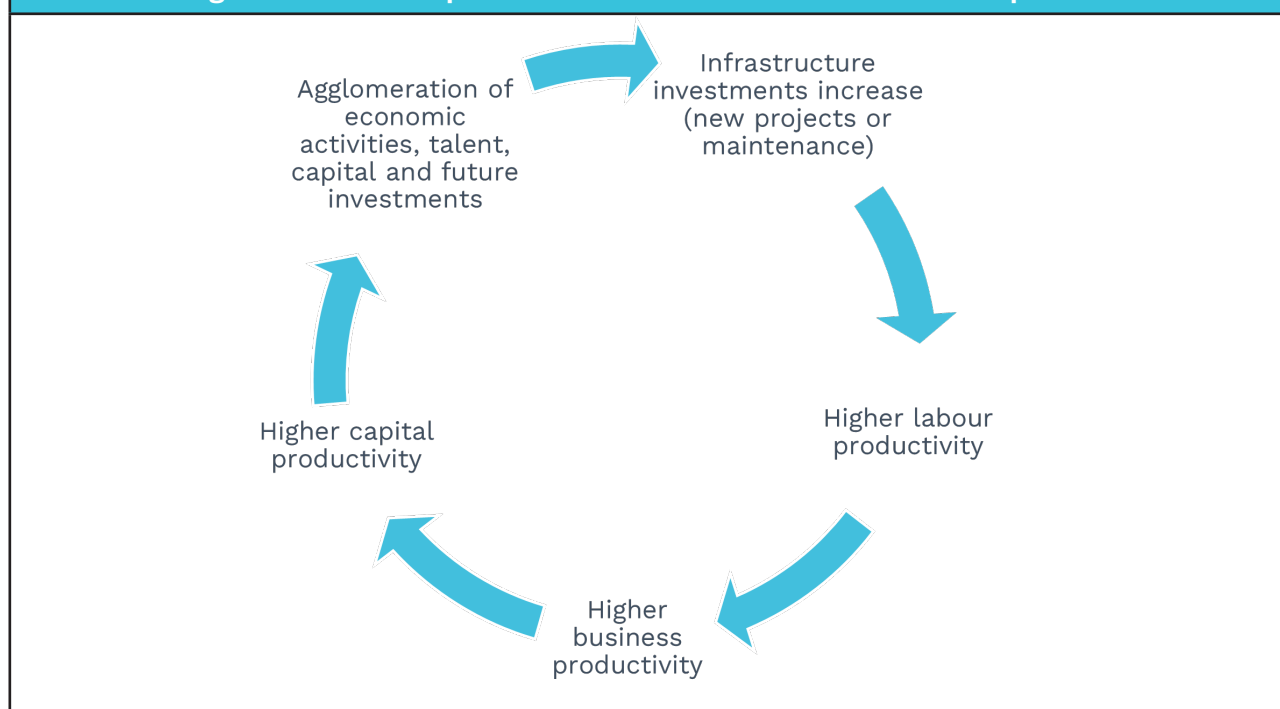 Infrastructure
investments increase
(new projects or
maintenance)
Higher labour
productivity
Higher
business
productivity
Higher capital
productivity
Agglomeration of
economic
activities, talent,
capital and future
investments